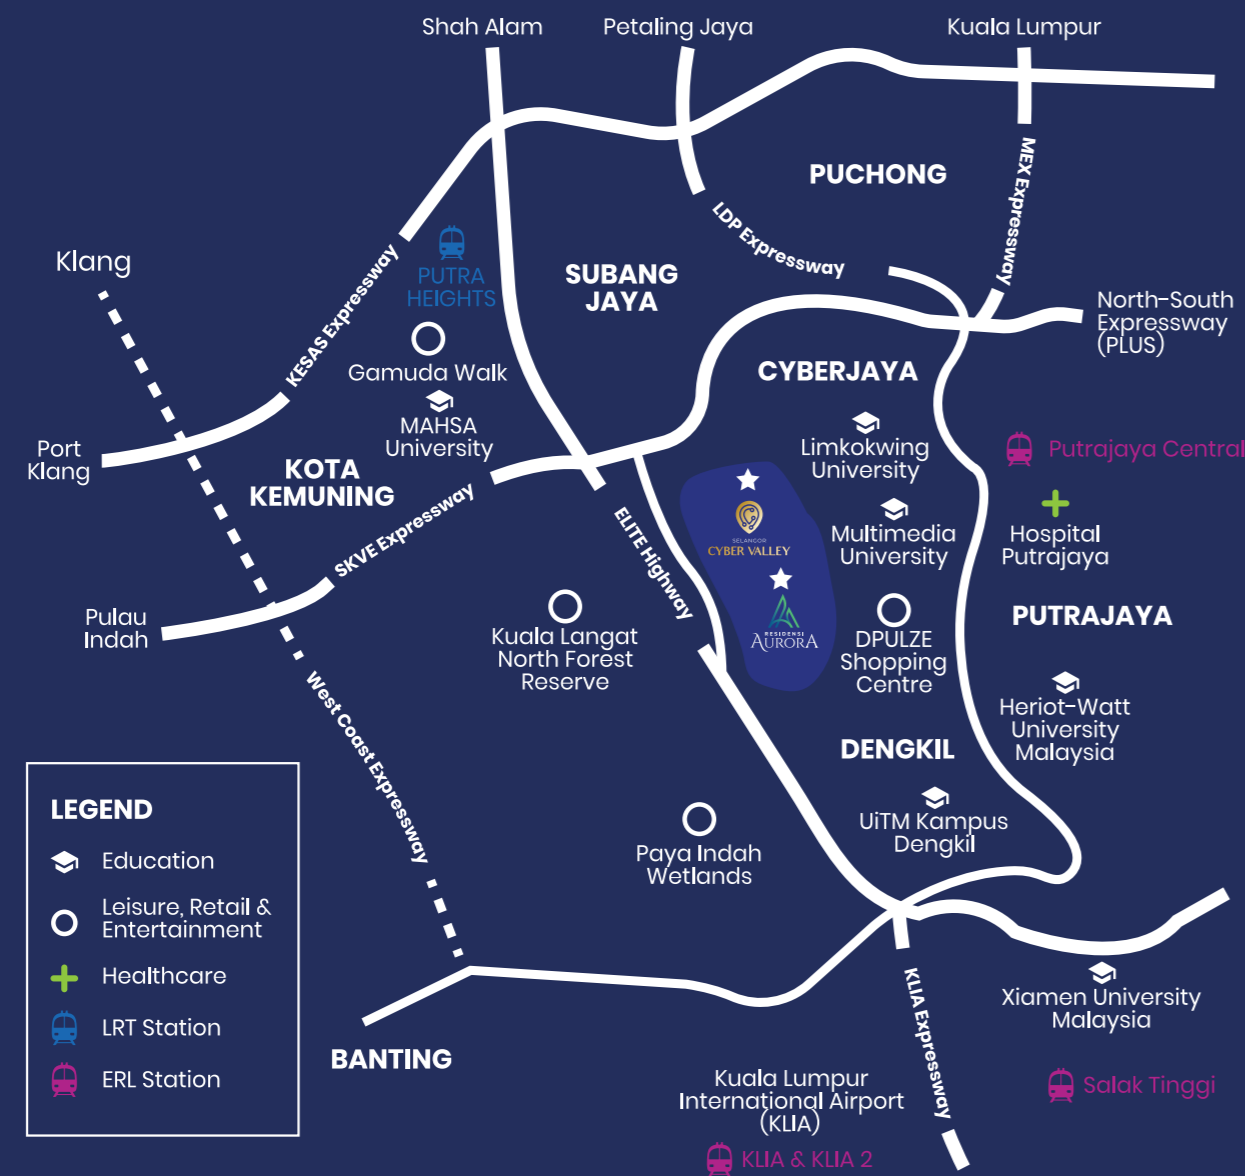 Shah Alam
Petaling Jaya
Kuala Lumpur
MEX Expressway
PUCHONG
LDP Expressway
Klang
PUTRA
HEIGHTS
SUBANG
JAYA
KESAS Expressway
North-South
Expressway
(PLUS)
Gamuda Walk
CYBERJAYA
MAHSA
University
Port
Klang
KOTA
KEMUNING
Limkokwing
University
Putrajaya Central
SKVE Expressway
ELITE Highway
SELANGOR
CYBER VALLEY
Multimedia
University
Hospital
Putrajaya
Pulau
Indah
Kuala Langat
North Forest
Reserve
RESIDENSI
AURORA
DPULZE
Shopping
Centre
PUTRAJAYA
West Coast Expressway
Heriot-Watt
University
Malaysia
DENGKIL
UiTM Kampus
Dengkil
Paya Indah
Wetlands
LEGEND
Education
Leisure, Retail &
Entertainment
Healthcare
LRT Station
ERL Station
BANTING
KLIA Expressway
Xiamen University
Malaysia
Kuala Lumpur
International Airport
(KLIA)
KLIA & KLIA 2
Salak Tinggi